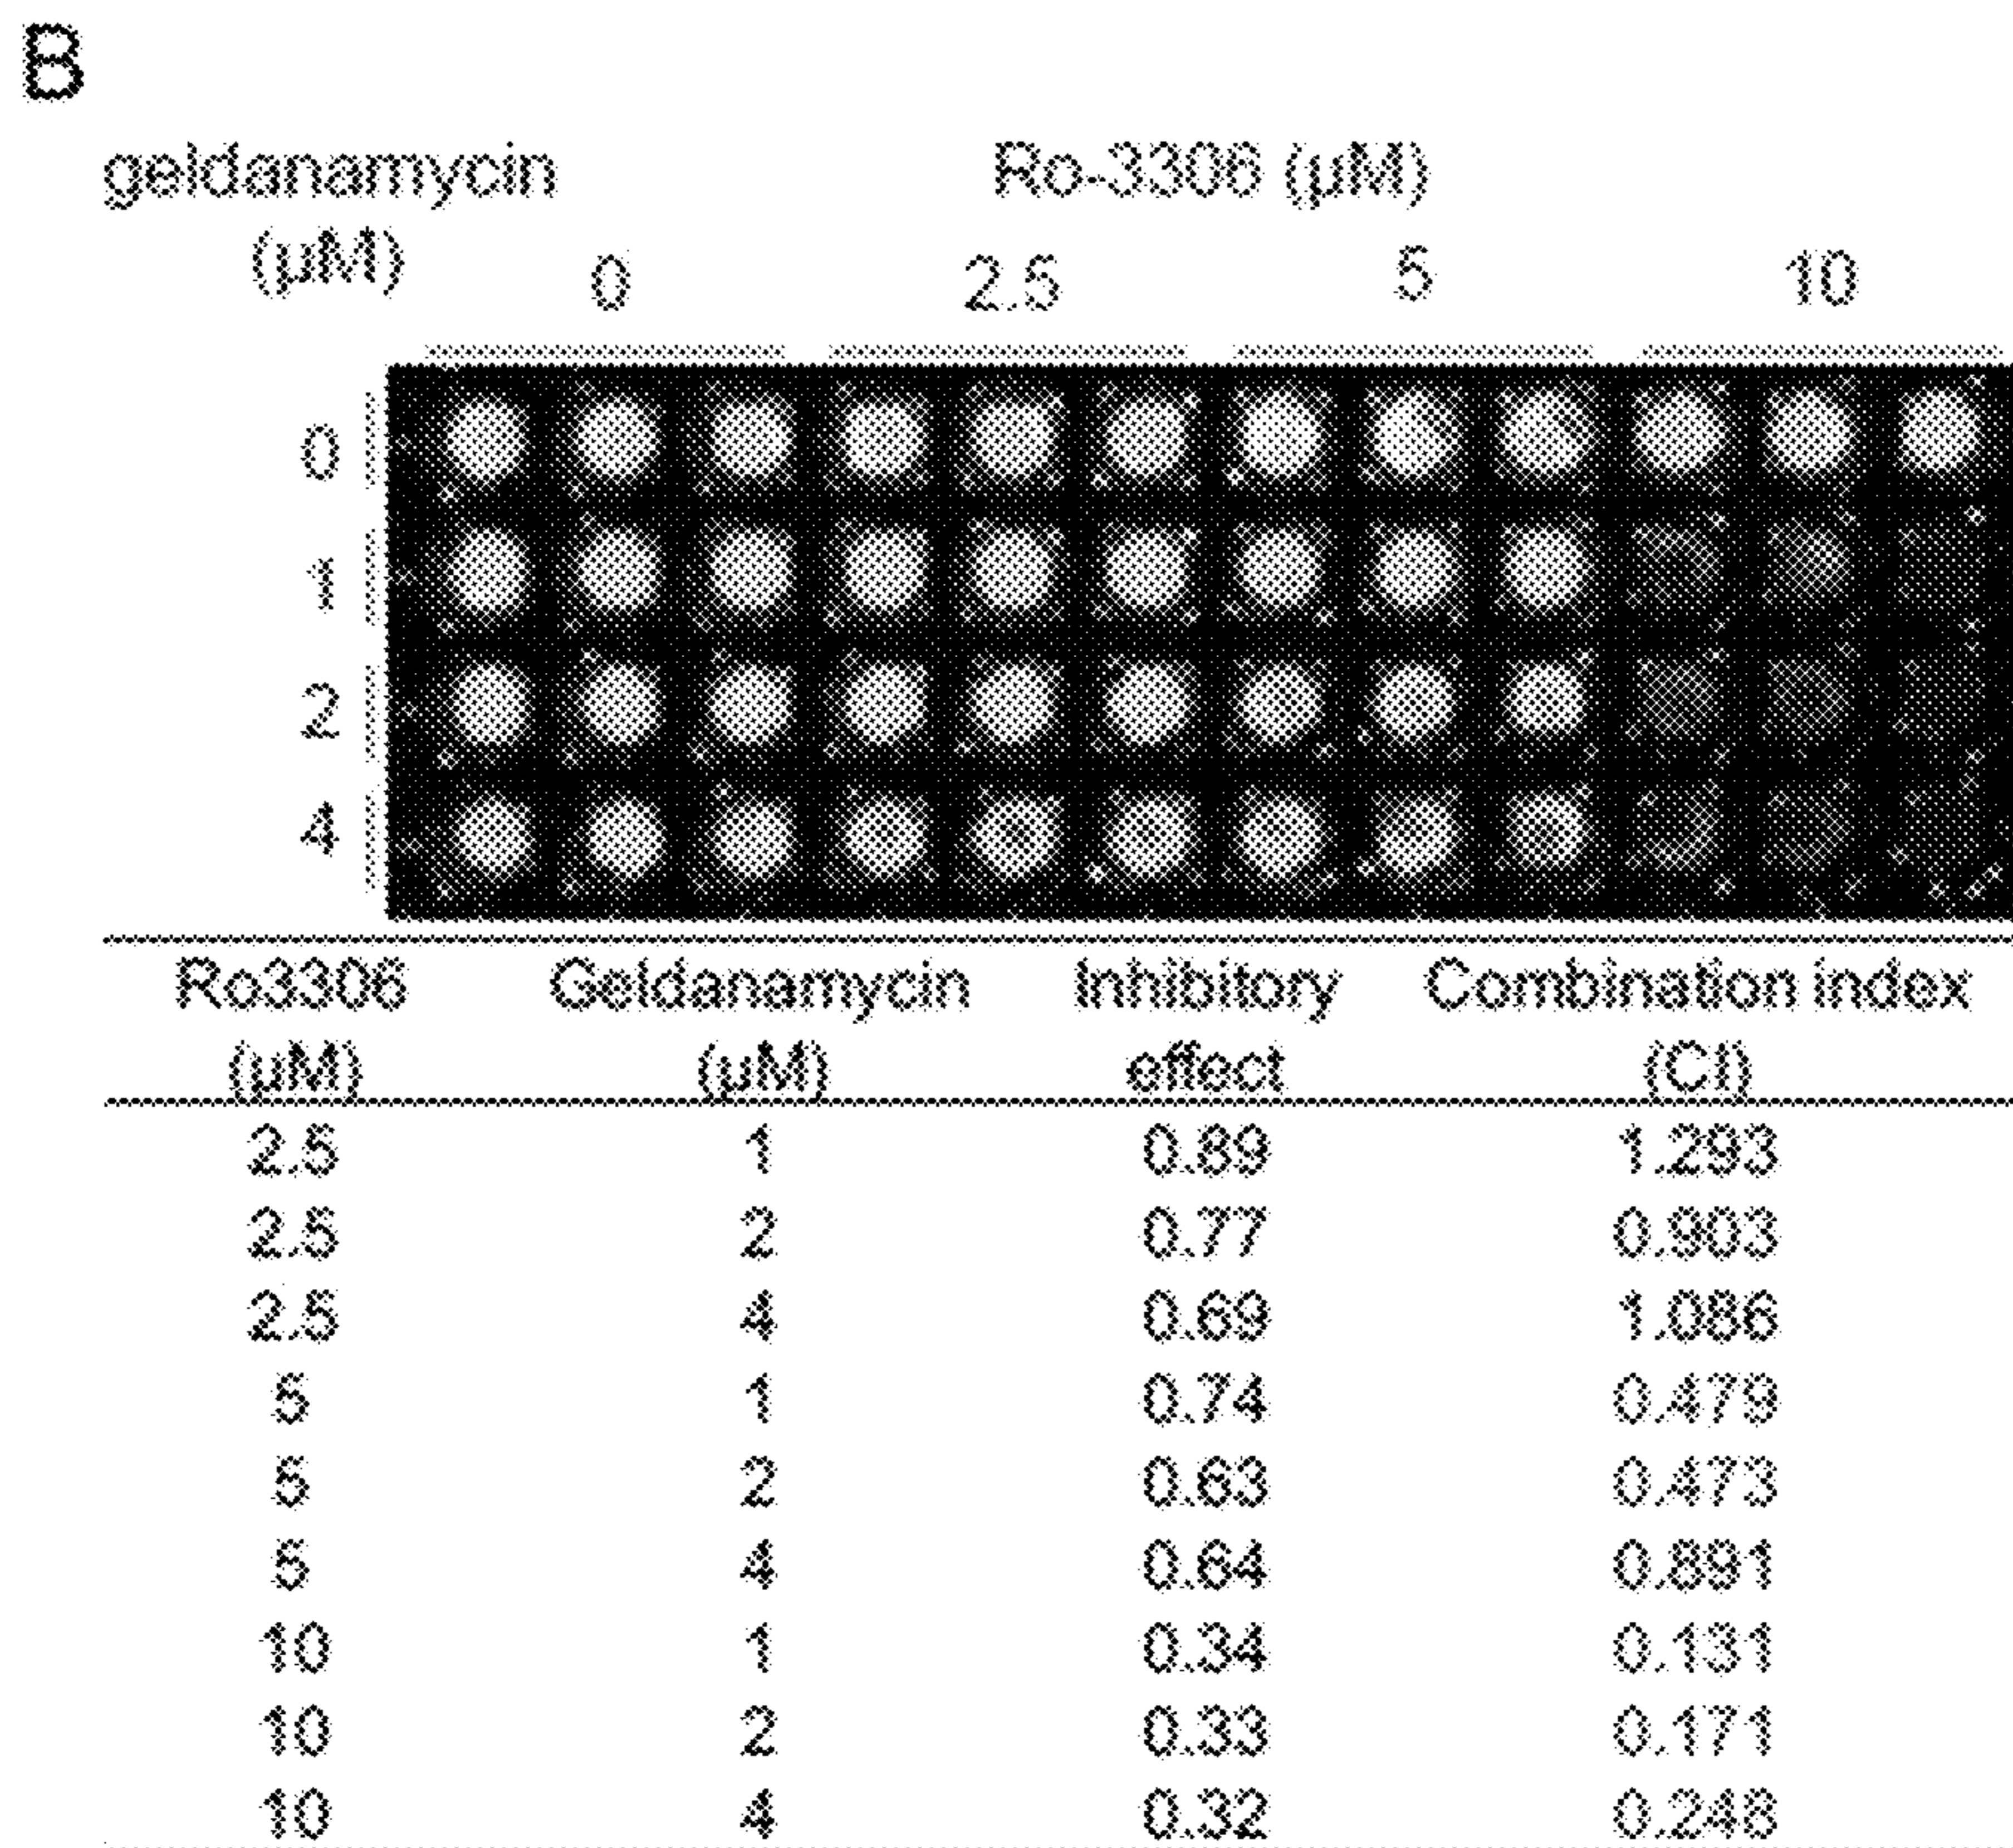 B
geldanamycin
(µM)
Ro-3306 (µM)
0 2.5 5 10
0
1
2
4
Ro3306 Geldanamycin Inhibitory Combination index
(µM) (µM) effect (CI)
2.5 1 0.89 1.293
2.5 2 0.77 0.903
2.5 4 0.69 1.086
5 1 0.74 0.479
5 2 0.63 0.473
5 4 0.64 0.891
10 1 0.34 0.131
10 2 0.33 0.171
10 4 0.32 0.248